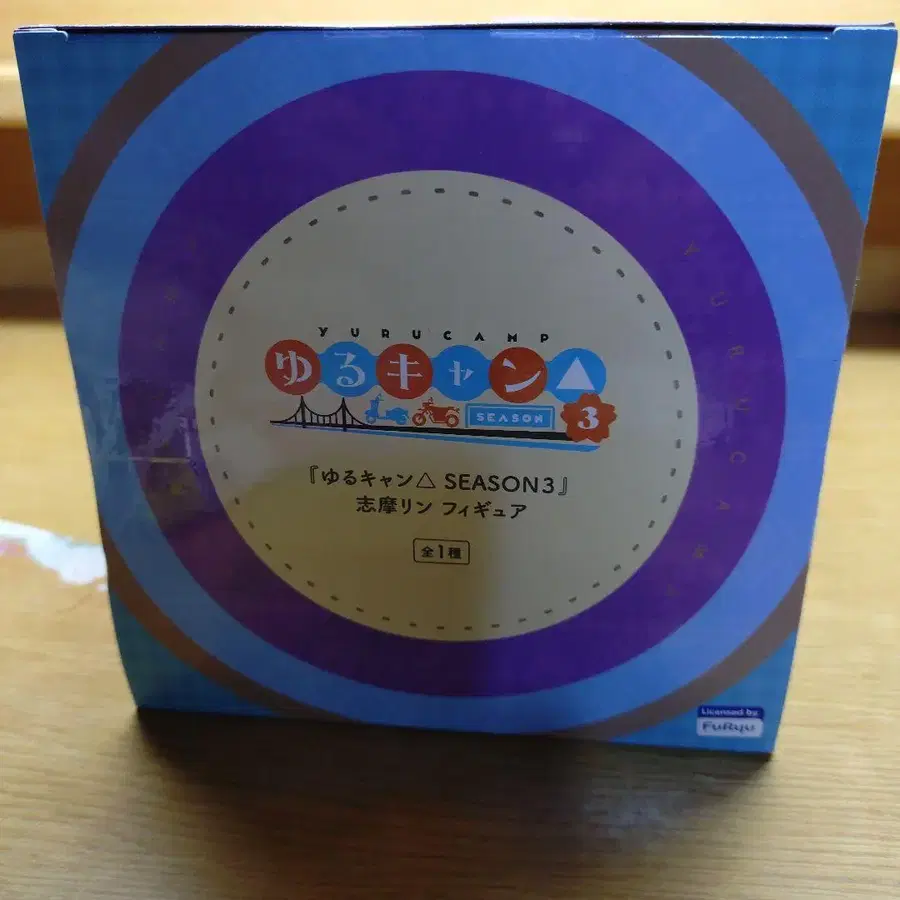 YURUCAMP
ゆるキャン△
SEASON 3
『ゆるキャン△ SEASON3』
志摩リン フィギュア
全1種
YURUCAMP
Licensed by
FuRyu